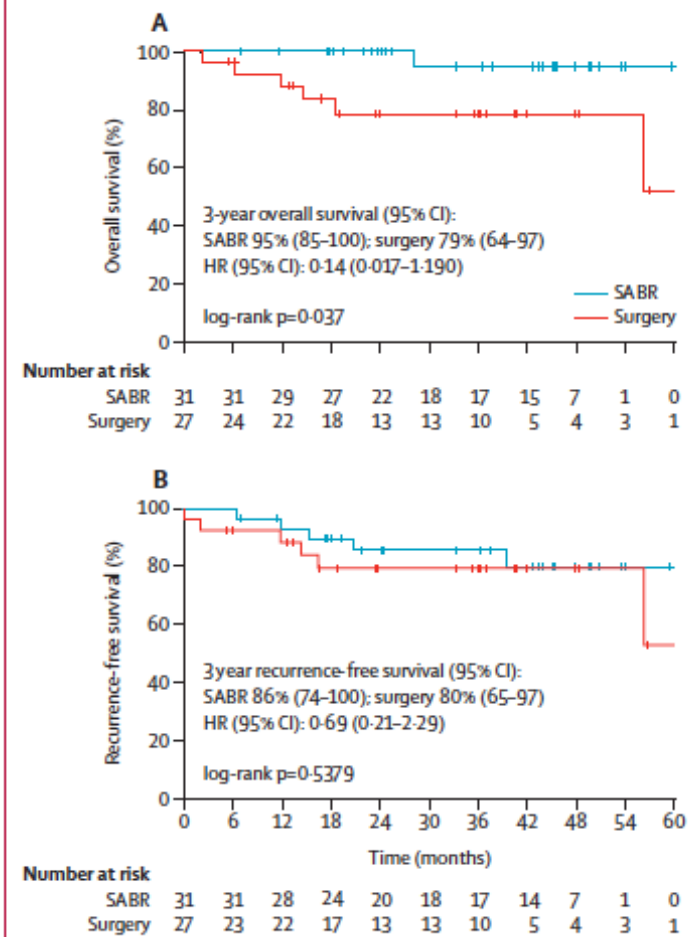 A
100
80
60
40
20
0
Overall survival (%)
3-year overall survival (95% CI):
SABR 95% (85–100); surgery 79% (64–97)
HR (95% CI): 0·14 (0·017–1·190)
log-rank p=0·037
SABR
Surgery
Number at risk
SABR 31 31 29 27 22 18 17 15 7 1 0
Surgery 27 24 22 18 13 13 10 5 4 3 1
B
100
80
60
40
20
0
Recurrence-free survival (%)
3 year recurrence-free survival (95% CI):
SABR 86% (74–100); surgery 80% (65–97)
HR (95% CI): 0·69 (0·21–2·29)
log-rank p=0·5379
0 6 12 18 24 30 36 42 48 54 60
Time (months)
Number at risk
SABR 31 31 28 24 20 18 17 14 7 1 0
Surgery 27 23 22 17 13 13 10 5 4 3 1